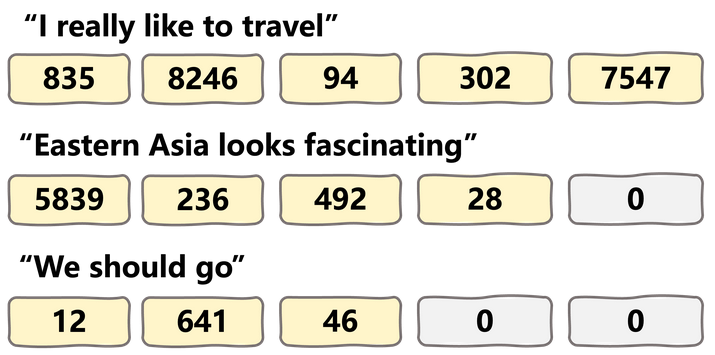 “I really like to travel”
835 8246 94 302 7547
“Eastern Asia looks fascinating”
5839 236 492 28 0
“We should go”
12 641 46 0 0